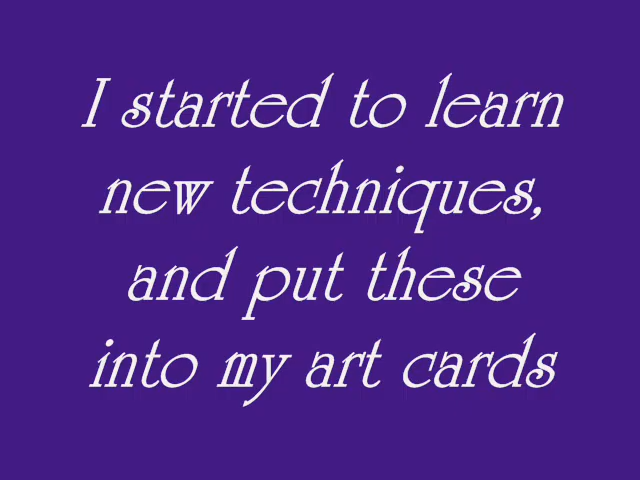 I started to learn
new techniques,
and put these
into my art cards